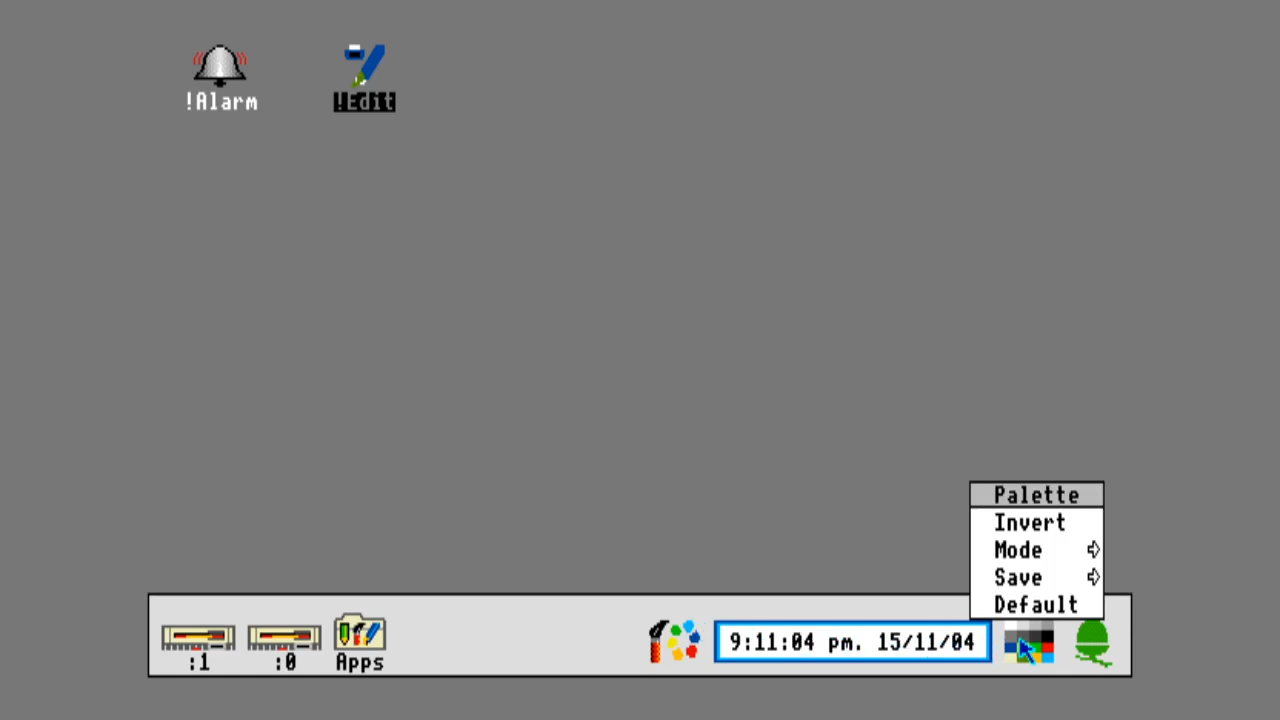 !Alarm
!Edit
Palette
Invert
Mode
Save
Default
:1
:0
Apps
9:11:04 pm. 15/11/04